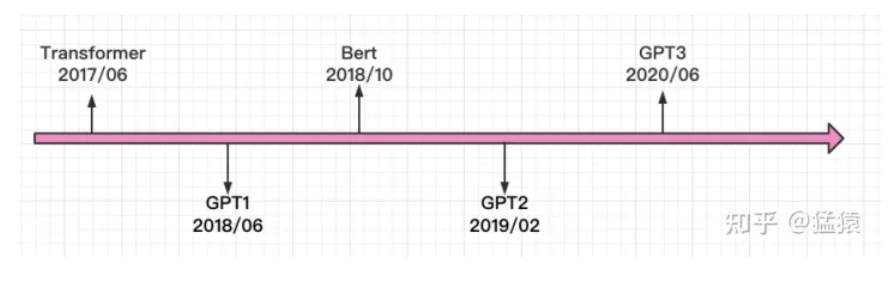 Transformer
2017/06
Bert
2018/10
GPT3
2020/06
GPT1
2018/06
GPT2
2019/02
知乎 @猛猿